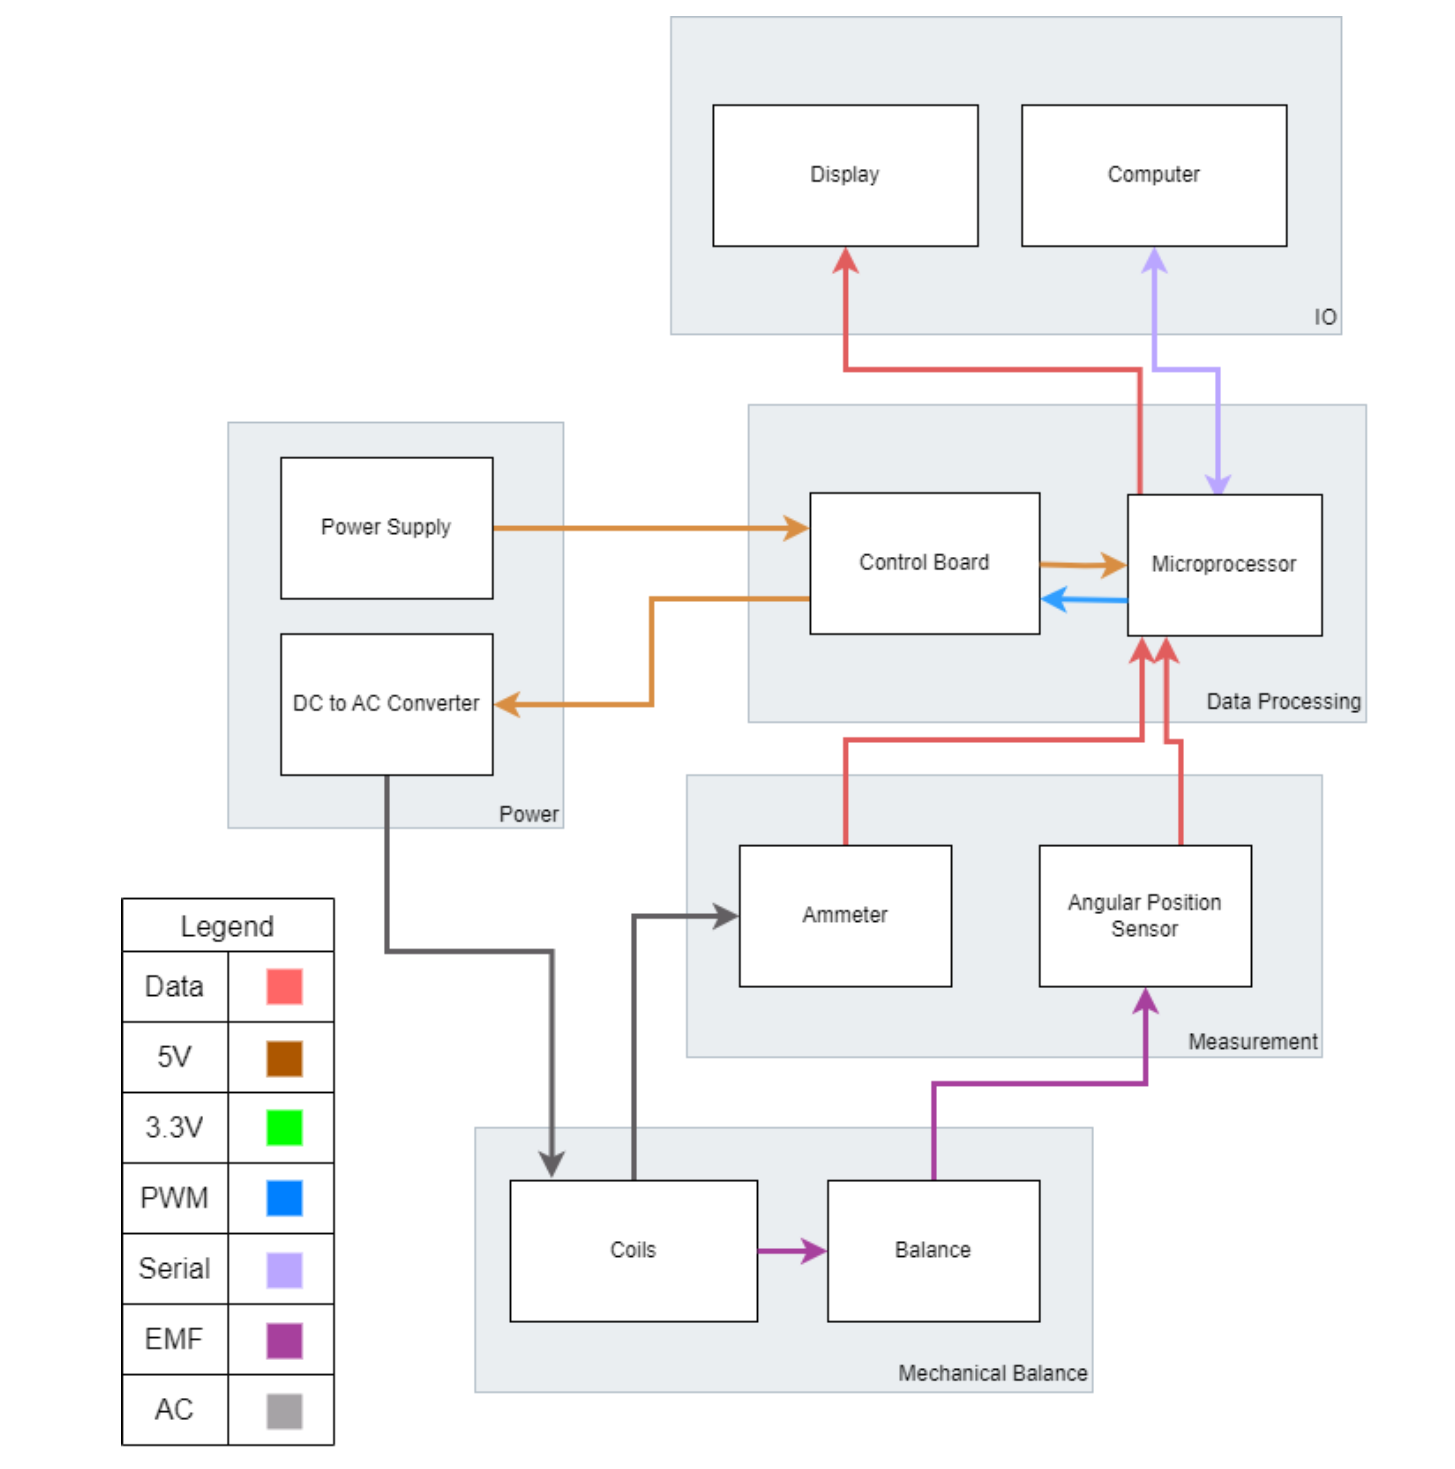 Display
Computer
IO
Power Supply
Control Board
Microprocessor
DC to AC Converter
Data Processing
Power
Ammeter
Angular Position
Sensor
Measurement
Legend
Data
5V
3.3V
PWM
Serial
EMF
AC
Coils
Balance
Mechanical Balance